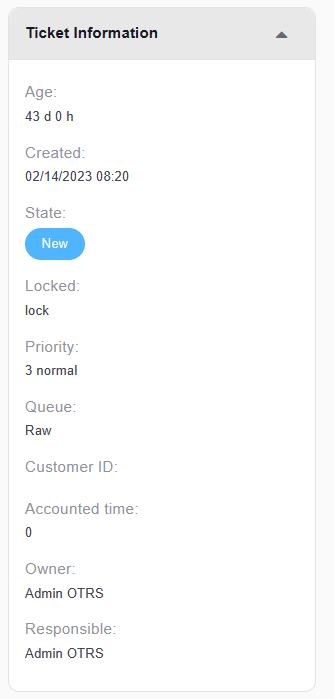 Ticket Information
Age:
43 d 0 h
Created:
02/14/2023 08:20
State:
New
Locked:
lock
Priority:
3 normal
Queue:
Raw
Customer ID:
Accounted time:
0
Owner:
Admin OTRS
Responsible:
Admin OTRS